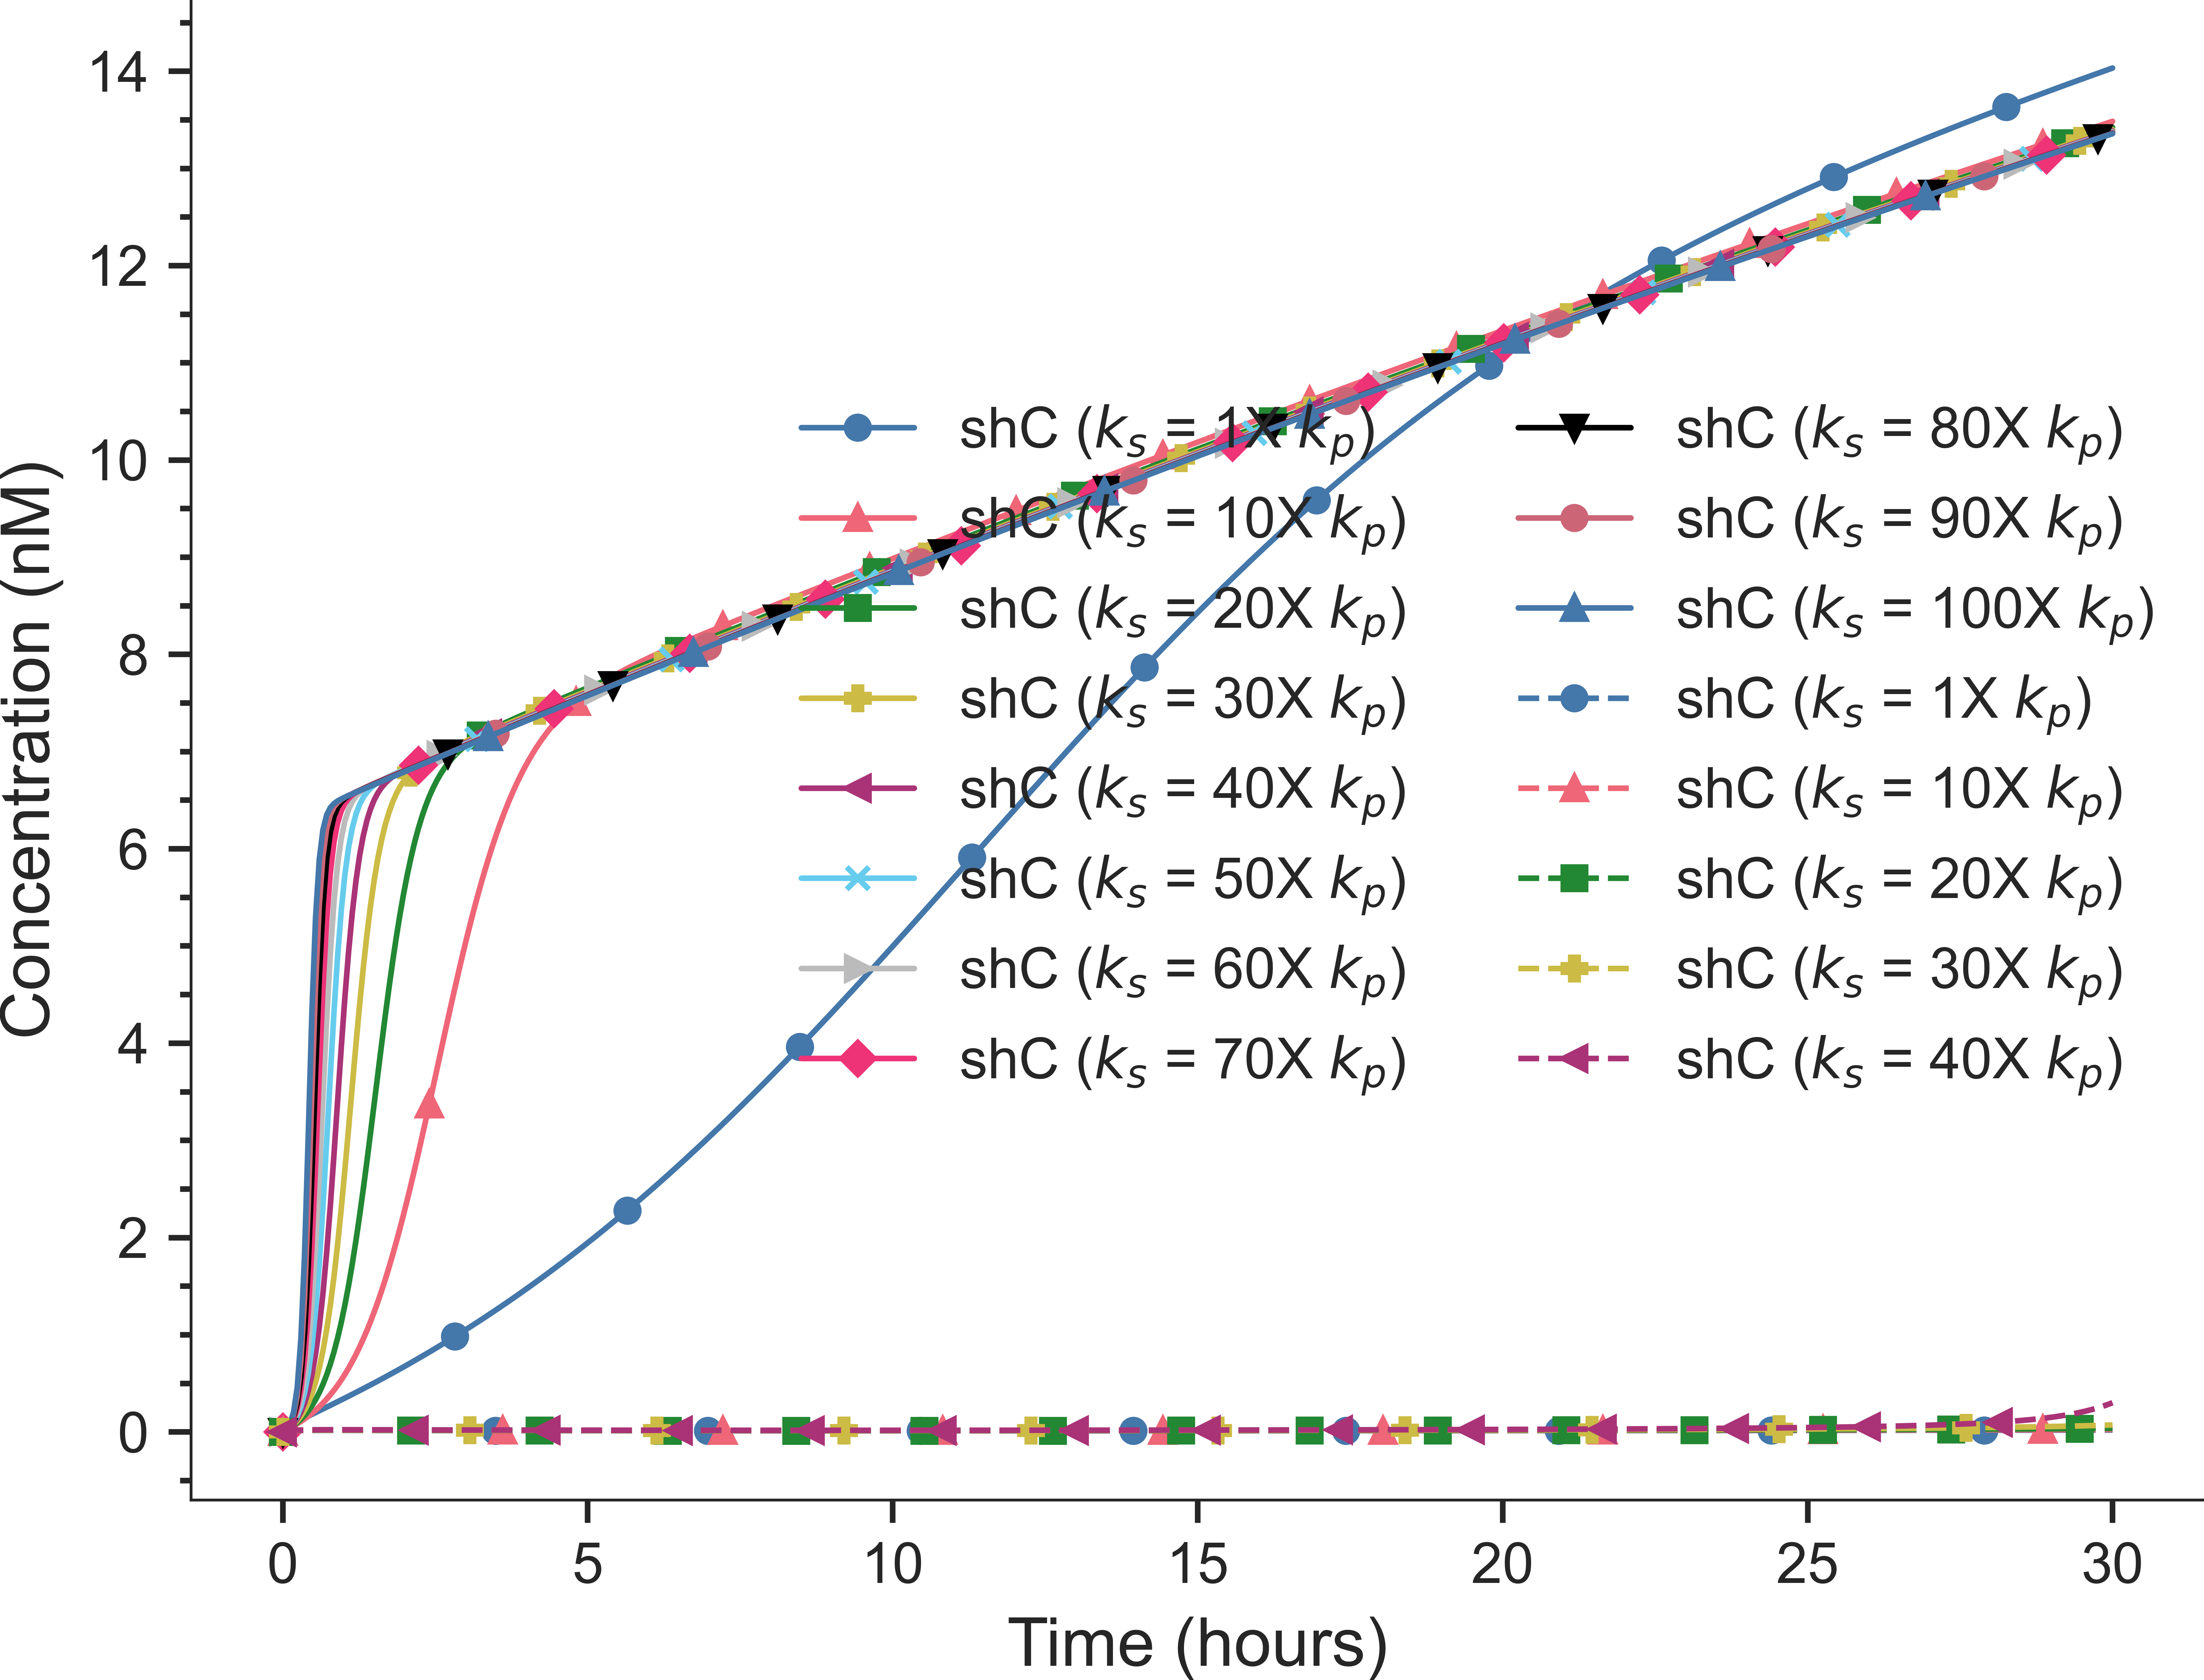 14
12
10
8
6
4
2
0
Concentration (nM)
0 5 10 15 20 25 30
Time (hours)
shC (ks = 1X kp)
shC (ks = 10X kp)
shC (ks = 20X kp)
shC (ks = 30X kp)
shC (ks = 40X kp)
shC (ks = 50X kp)
shC (ks = 60X kp)
shC (ks = 70X kp)
shC (ks = 80X kp)
shC (ks = 90X kp)
shC (ks = 100X kp)
shC (ks = 1X kp)
shC (ks = 10X kp)
shC (ks = 20X kp)
shC (ks = 30X kp)
shC (ks = 40X kp)